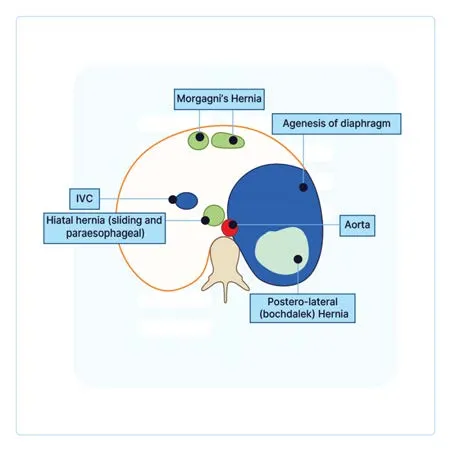 Morgagni's Hernia
Agenesis of diaphragm
IVC
Hiatal hernia (sliding and
paraesophageal)
Aorta
Postero-lateral
(bochdalek) Hernia